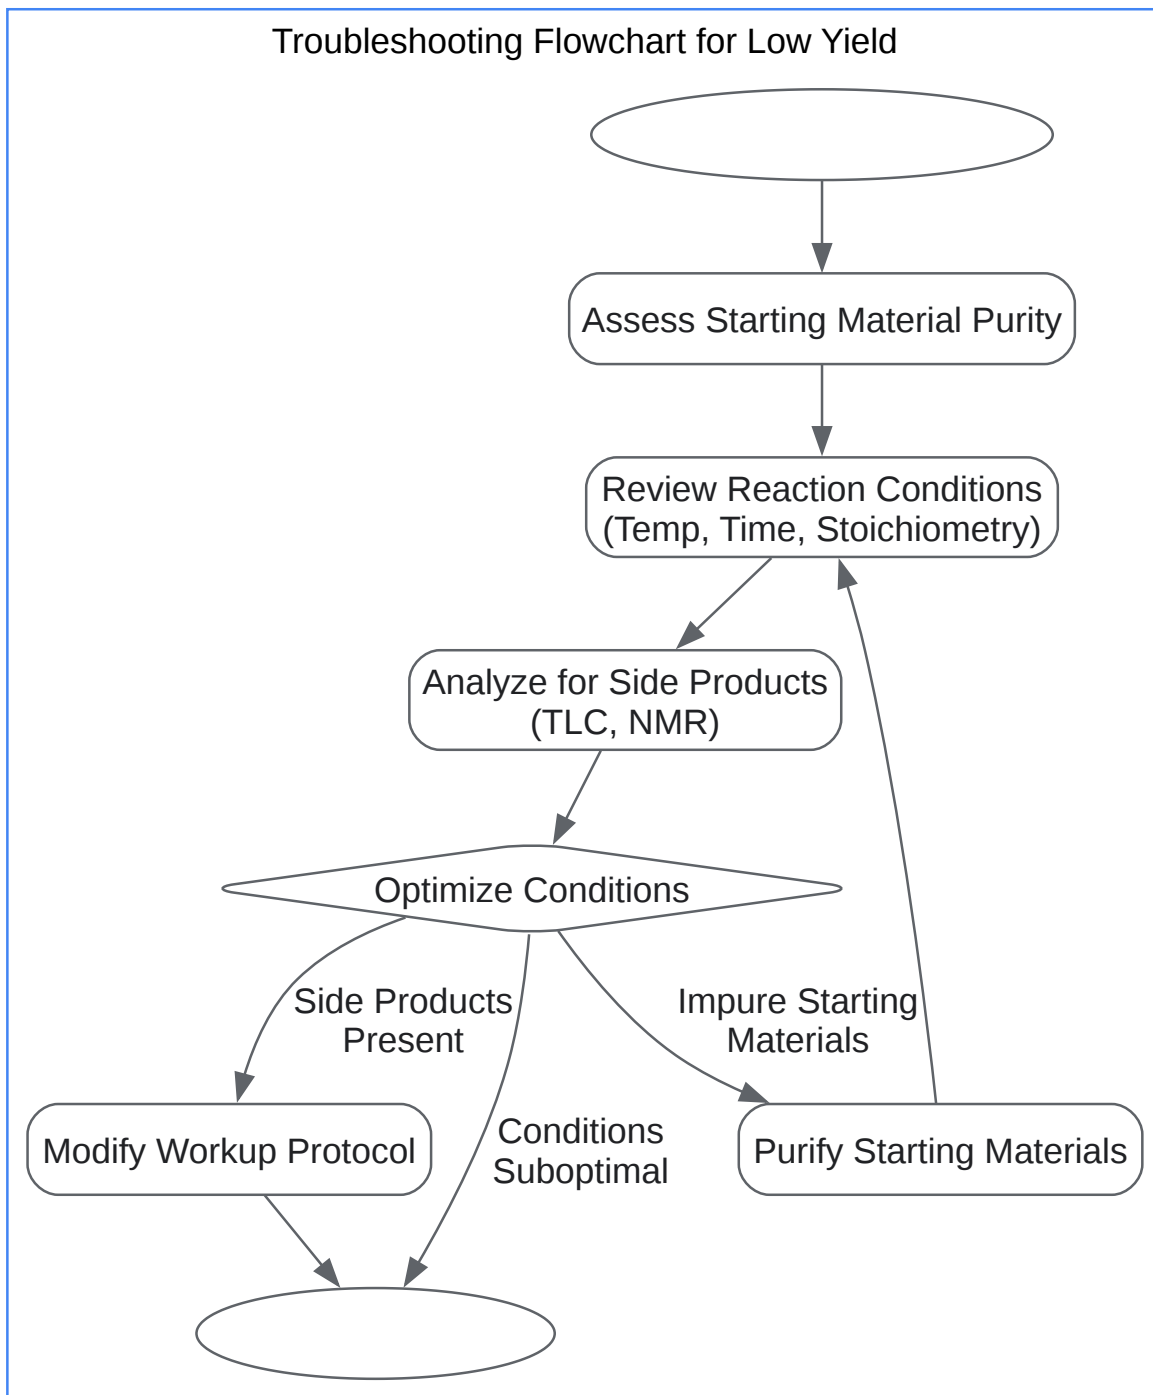 Troubleshooting Flowchart for Low Yield
Assess Starting Material Purity
Review Reaction Conditions
(Temp, Time, Stoichiometry)
Analyze for Side Products
(TLC, NMR)
Optimize Conditions
Side Products
Present
Impure Starting
Materials
Conditions
Suboptimal
Modify Workup Protocol
Purify Starting Materials